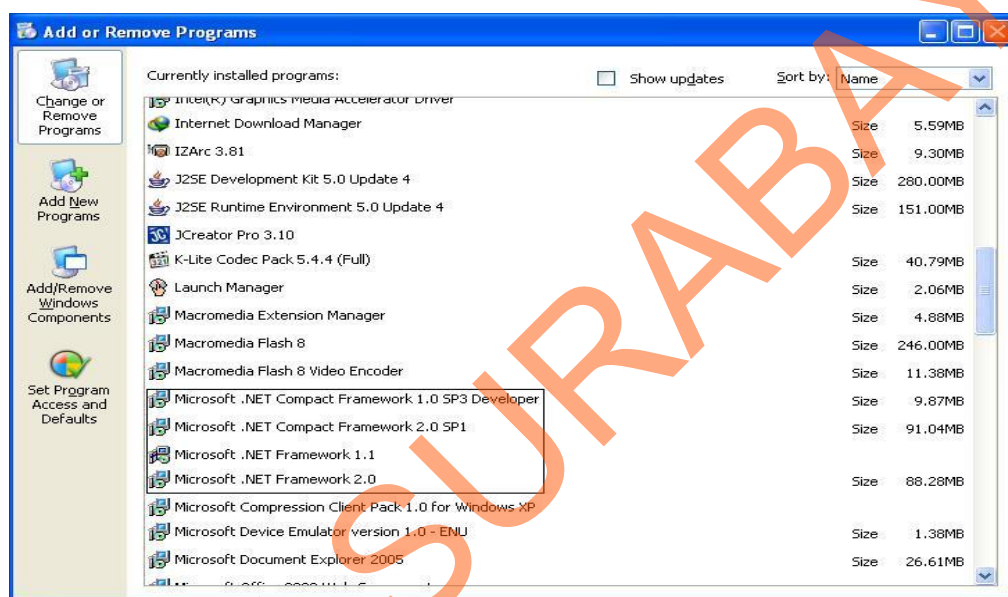 Add or Remove Programs
Change or
Remove
Programs
Add New
Programs
Add/Remove
Windows
Components
Set Program
Access and
Defaults
Currently installed programs:
Show updates
Sort by: Name
Intel(R) Graphics Media Accelerator Driver
Internet Download Manager Size 5.59MB
IZArc 3.81 Size 9.30MB
J2SE Development Kit 5.0 Update 4 Size 280.00MB
J2SE Runtime Environment 5.0 Update 4 Size 151.00MB
JCreator Pro 3.10
K-Lite Codec Pack 5.4.4 (Full) Size 40.79MB
Launch Manager Size 2.06MB
Macromedia Extension Manager Size 4.88MB
Macromedia Flash 8 Size 246.00MB
Macromedia Flash 8 Video Encoder Size 11.38MB
Microsoft .NET Compact Framework 1.0 SP3 Developer Size 9.87MB
Microsoft .NET Compact Framework 2.0 SP1 Size 91.04MB
Microsoft .NET Framework 1.1
Microsoft .NET Framework 2.0 Size 88.28MB
Microsoft Compression Client Pack 1.0 for Windows XP
Microsoft Device Emulator version 1.0 - ENU Size 1.38MB
Microsoft Document Explorer 2005 Size 26.61MB
SURABAY